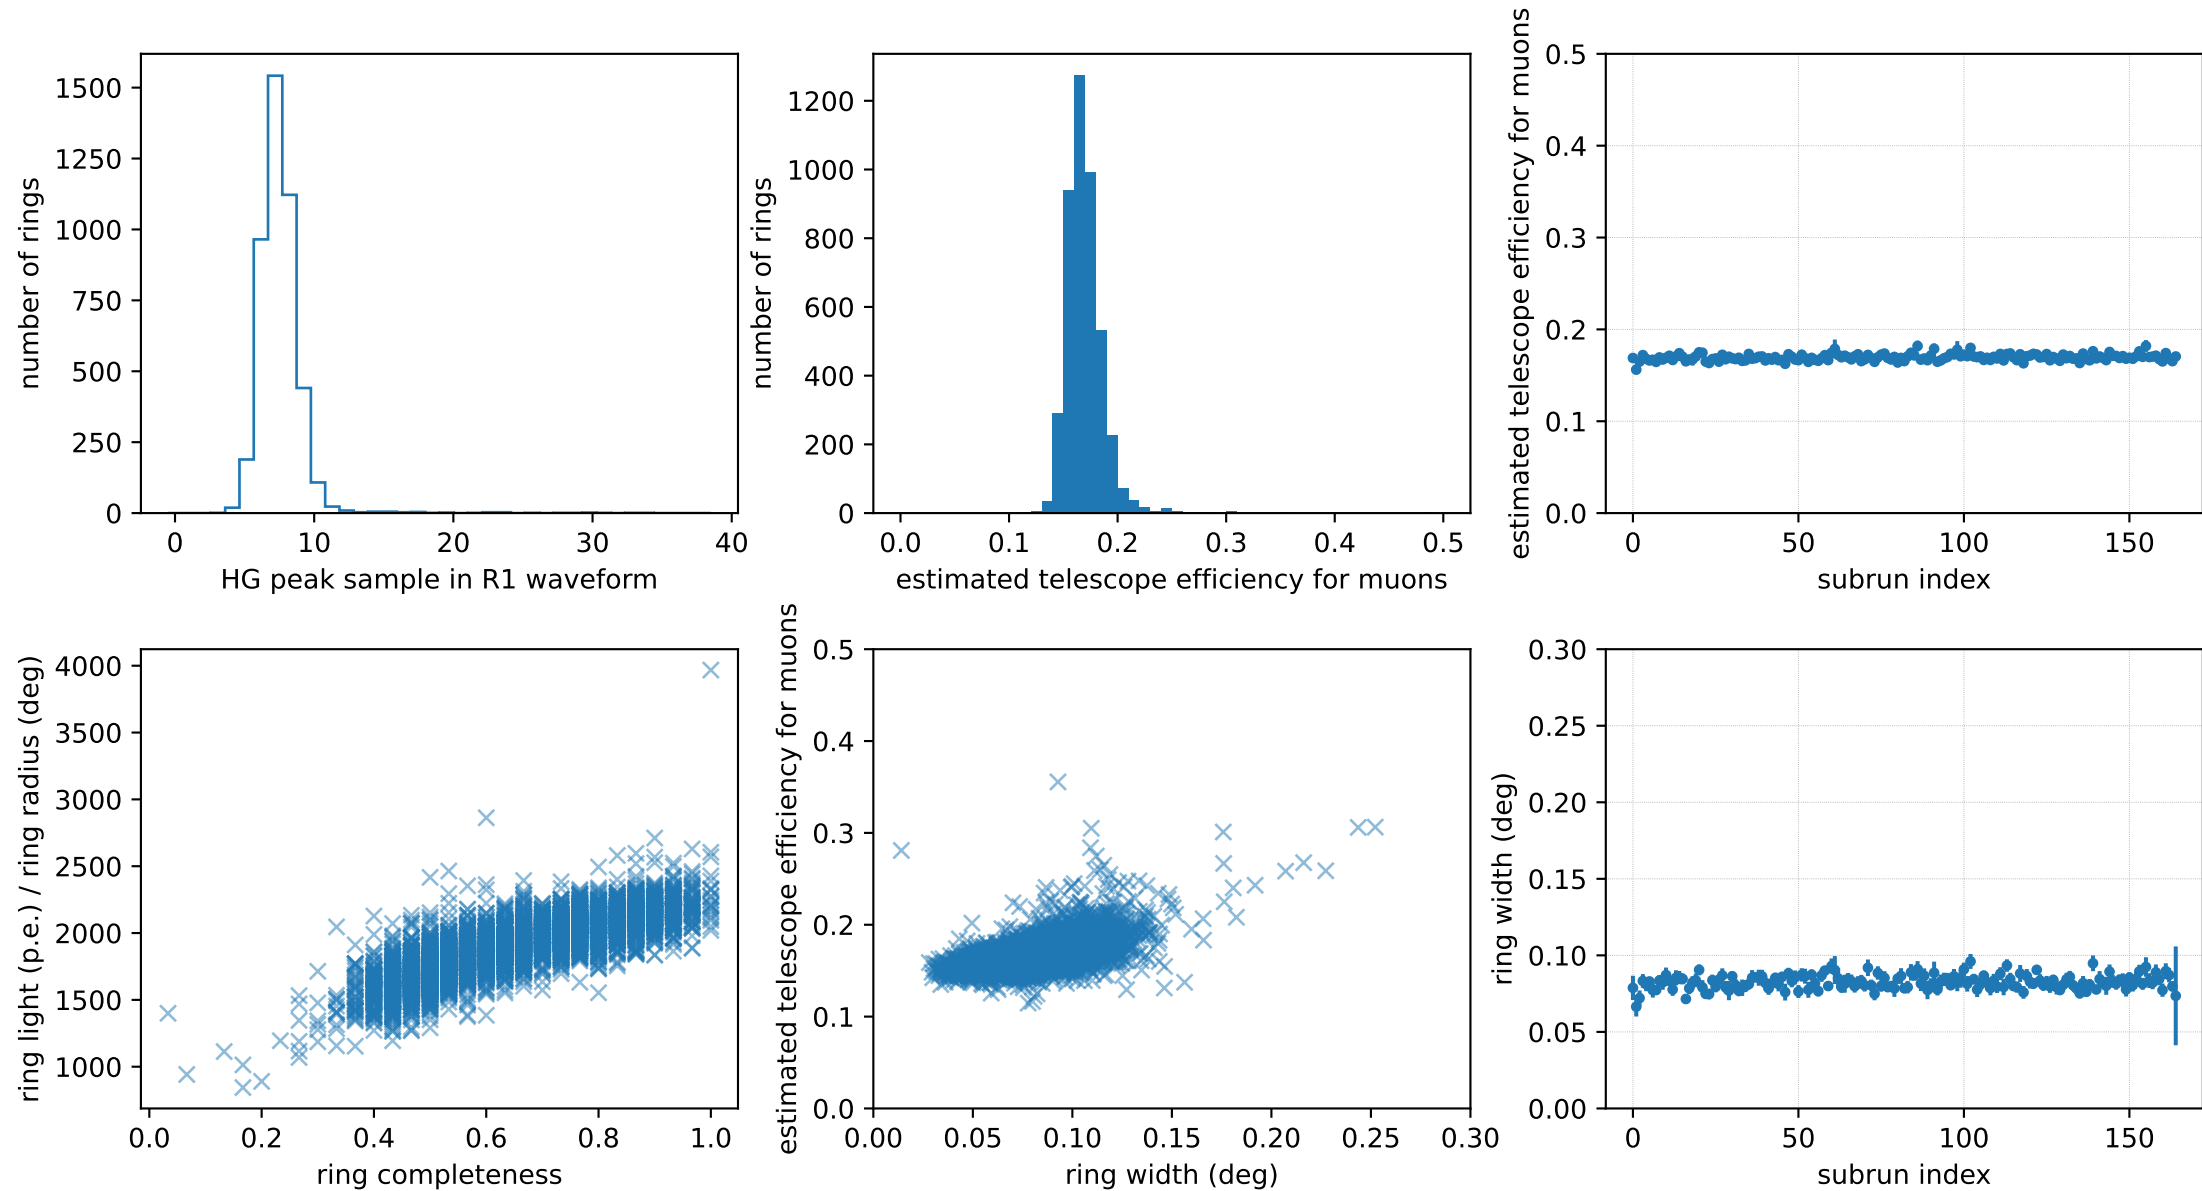 number of rings
1500
1250
1000
750
500
250
0
0 10 20 30 40
HG peak sample in R1 waveform
number of rings
1200
1000
800
600
400
200
0
0.0 0.1 0.2 0.3 0.4 0.5
estimated telescope efficiency for muons
estimated telescope efficiency for muons
0.5
0.4
0.3
0.2
0.1
0.0
0 50 100 150
subrun index
ring light (p.e.) / ring radius (deg)
4000
3500
3000
2500
2000
1500
1000
0.0 0.2 0.4 0.6 0.8 1.0
ring completeness
estimated telescope efficiency for muons
0.5
0.4
0.3
0.2
0.1
0.0
0.00 0.05 0.10 0.15 0.20 0.25 0.30
ring width (deg)
ring width (deg)
0.30
0.25
0.20
0.15
0.10
0.05
0.00
0 50 100 150
subrun index